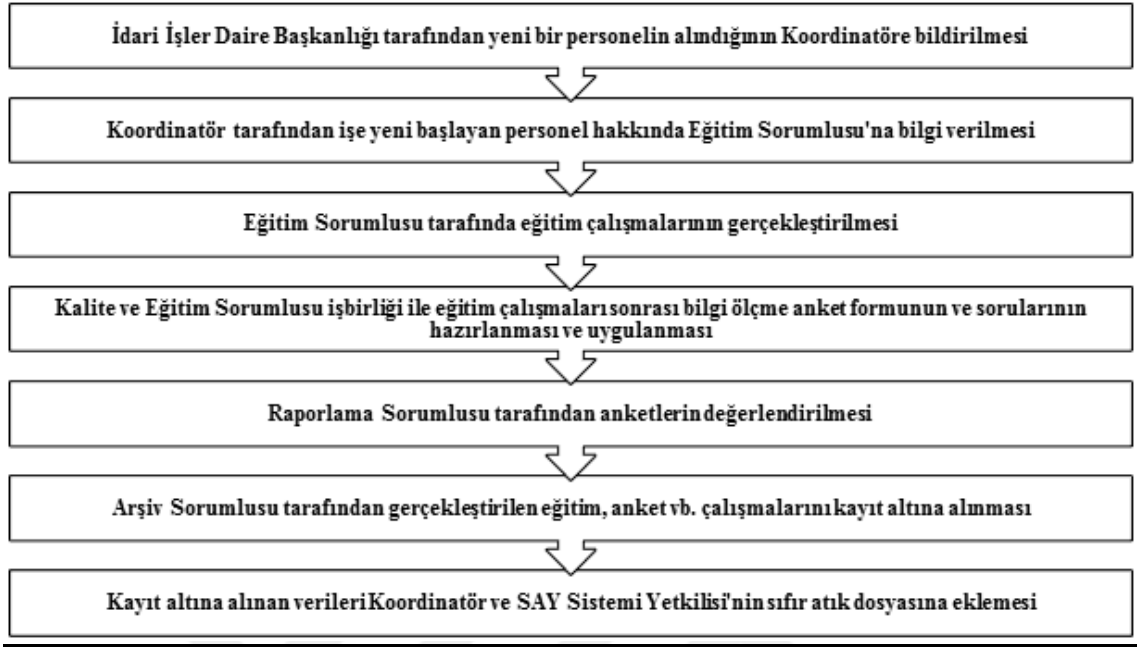 İdari İşler Daire Başkanlığı tarafından yeni bir personelin alındığının Koordinatöre bildirilmesi
Koordinatör tarafından işe yeni başlayan personel hakkında Eğitim Sorumlusu'na bilgi verilmesi
Eğitim Sorumlusu tarafında eğitim çalışmalarının gerçekleştirilmesi
Kalite ve Eğitim Sorumlusu işbirliği ile eğitim çalışmaları sonrası bilgi ölçme anket formunun ve sorularının
hazırlanması ve uygulanması
Raporlama Sorumlusu tarafından anketlerin değerlendirilmesi
Arşiv Sorumlusu tarafından gerçekleştirilen eğitim, anket vb. çalışmalarını kayıt altına alınması
Kayıt altına alınan verileri Koordinatör ve SAY Sistemi Yetkilisi'nin sıfır atık dosyasına eklemesi